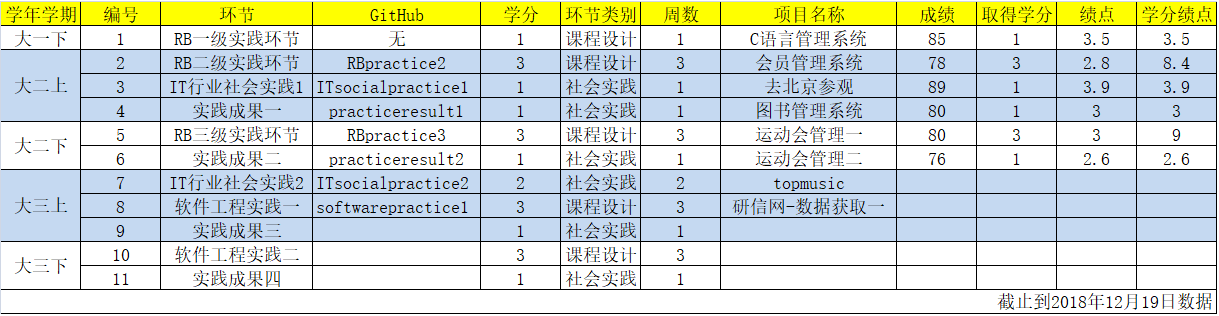 学年学期 编号 环节 GitHub 学分 环节类别 周数 项目名称 成绩 取得学分 绩点 学分绩点
大一下 1 RB一级实践环节 无 1 课程设计 1 C语言管理系统 85 1 3.5 3.5
大二上 2 RB二级实践环节 RBpractice2 3 课程设计 3 会员管理系统 78 3 2.8 8.4
3 IT行业社会实践1 ITsocialpractice1 1 社会实践 1 去北京参观 89 1 3.9 3.9
4 实践成果一 practiceresult1 1 社会实践 1 图书管理系统 80 1 3 3
大二下 5 RB三级实践环节 RBpractice3 3 课程设计 3 运动会管理一 80 3 3 9
6 实践成果二 practiceresult2 1 社会实践 1 运动会管理二 76 1 2.6 2.6
大三上 7 IT行业社会实践2 ITsocialpractice2 2 社会实践 2 topmusic
8 软件工程实践一 softwarepractice1 3 课程设计 3 研信网-数据获取一
9 实践成果三 1 社会实践 1
大三下 10 软件工程实践二 3 课程设计 3
11 实践成果四 1 社会实践 1
截止到2018年12月19日数据